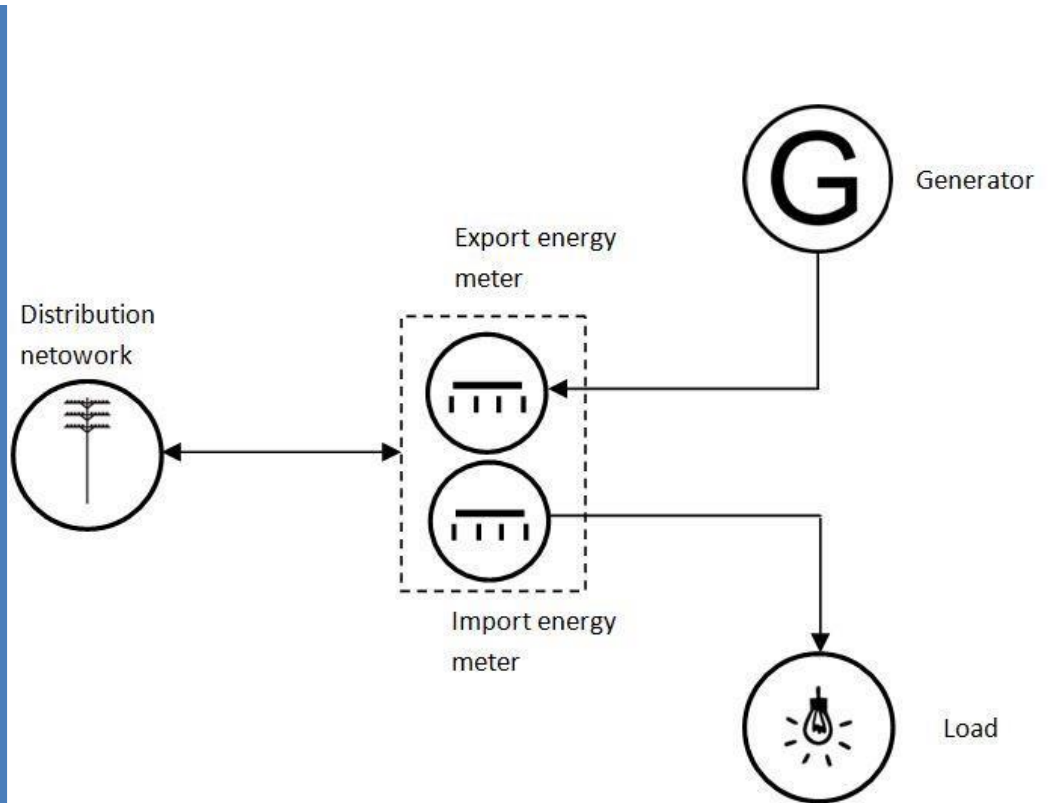 G
Generator
Export energy
meter
Distribution
netowork
Import energy
meter
Load